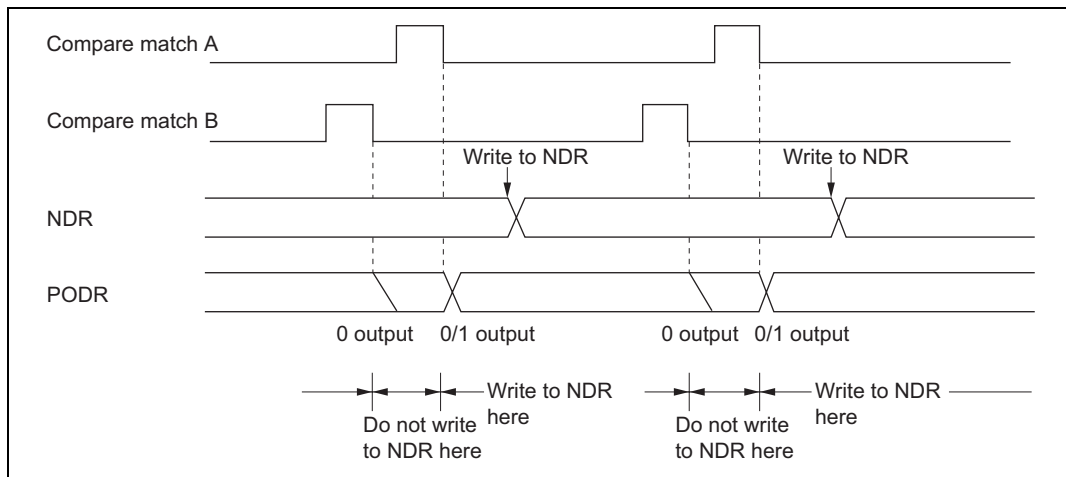 Compare match A
Compare match B
Write to NDR
Write to NDR
NDR
PODR
0 output
0/1 output
0 output
0/1 output
Write to NDR
here
Write to NDR
here
Do not write
to NDR here
Do not write
to NDR here